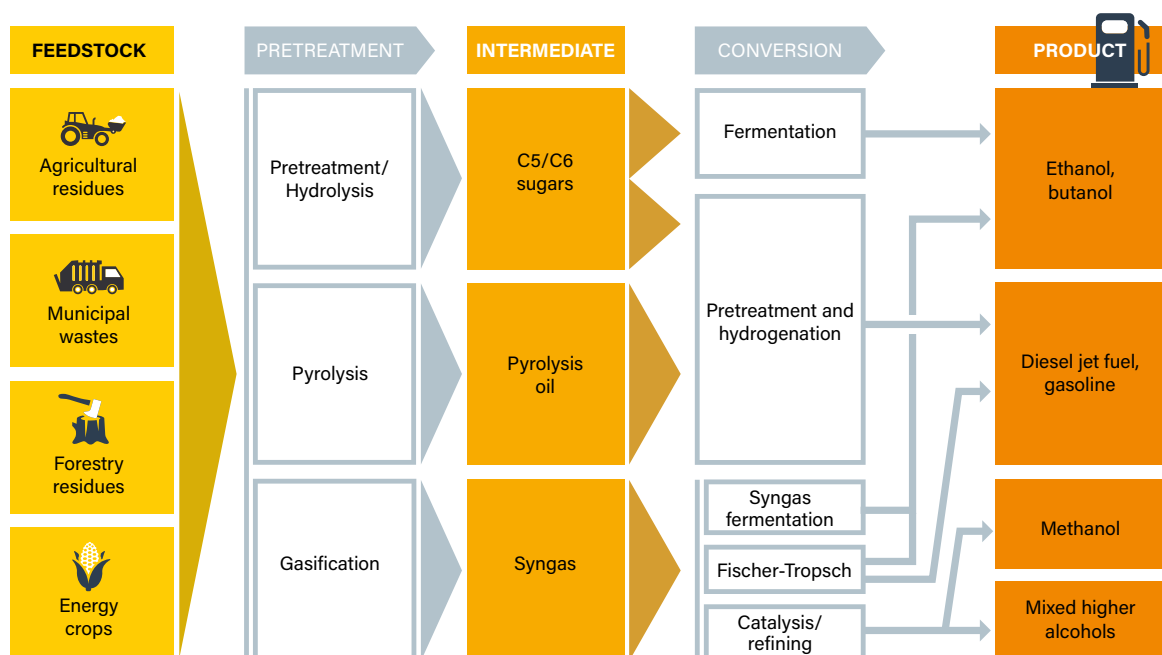 FEEDSTOCK
PRETREATMENT
INTERMEDIATE
CONVERSION
PRODUCT
Agricultural
residues
Municipal
wastes
Forestry
residues
Energy
crops
Pretreatment/
Hydrolysis
Pyrolysis
Gasification
C5/C6
sugars
Pyrolysis
oil
Syngas
Fermentation
Pretreatment and
hydrogenation
Syngas
fermentation
Fischer-Tropsch
Catalysis/
refining
Ethanol,
butanol
Diesel jet fuel,
gasoline
Methanol
Mixed higher
alcohols